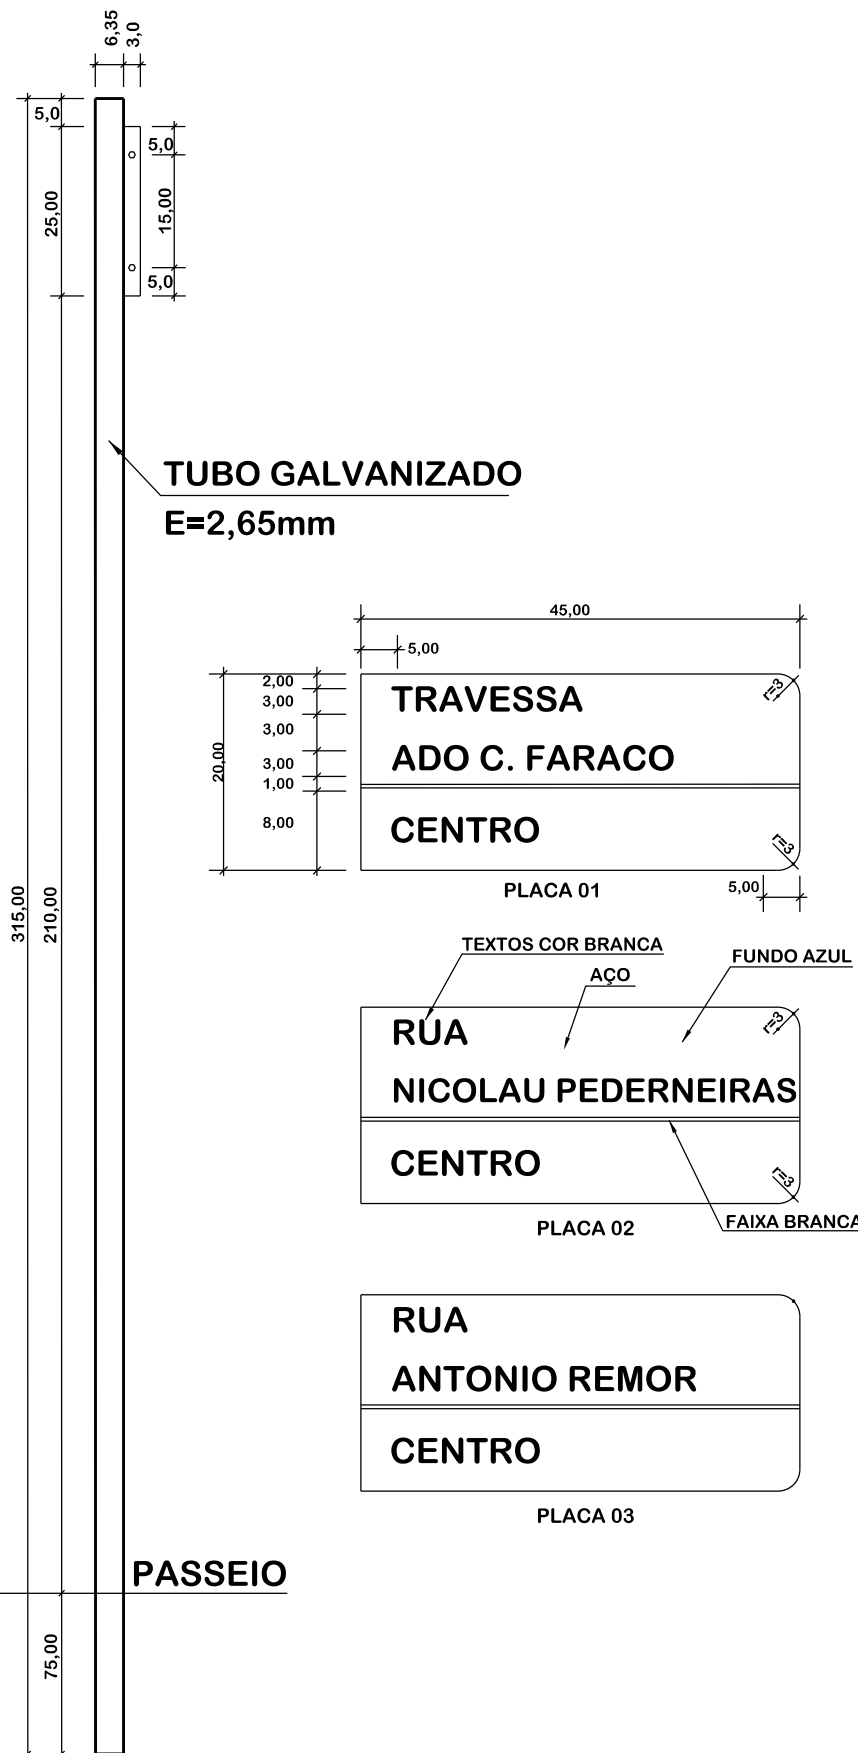 6,35
3,0
5,0
25,00
5,0
15,00
5,0
TUBO GALVANIZADO
E=2,65mm
315,00
210,00
75,00
PASSEIO
45,00
5,00
20,00
2,00
3,00
3,00
3,00
1,00
8,00
r=3
TRAVESSA
ADO C. FARACO
CENTRO
r=3
PLACA 01
5,00
TEXTOS COR BRANCA
AÇO
FUNDO AZUL
r=3
RUA
NICOLAU PEDERNEIRAS
CENTRO
r=3
PLACA 02
FAIXA BRANCA
RUA
ANTONIO REMOR
CENTRO
PLACA 03